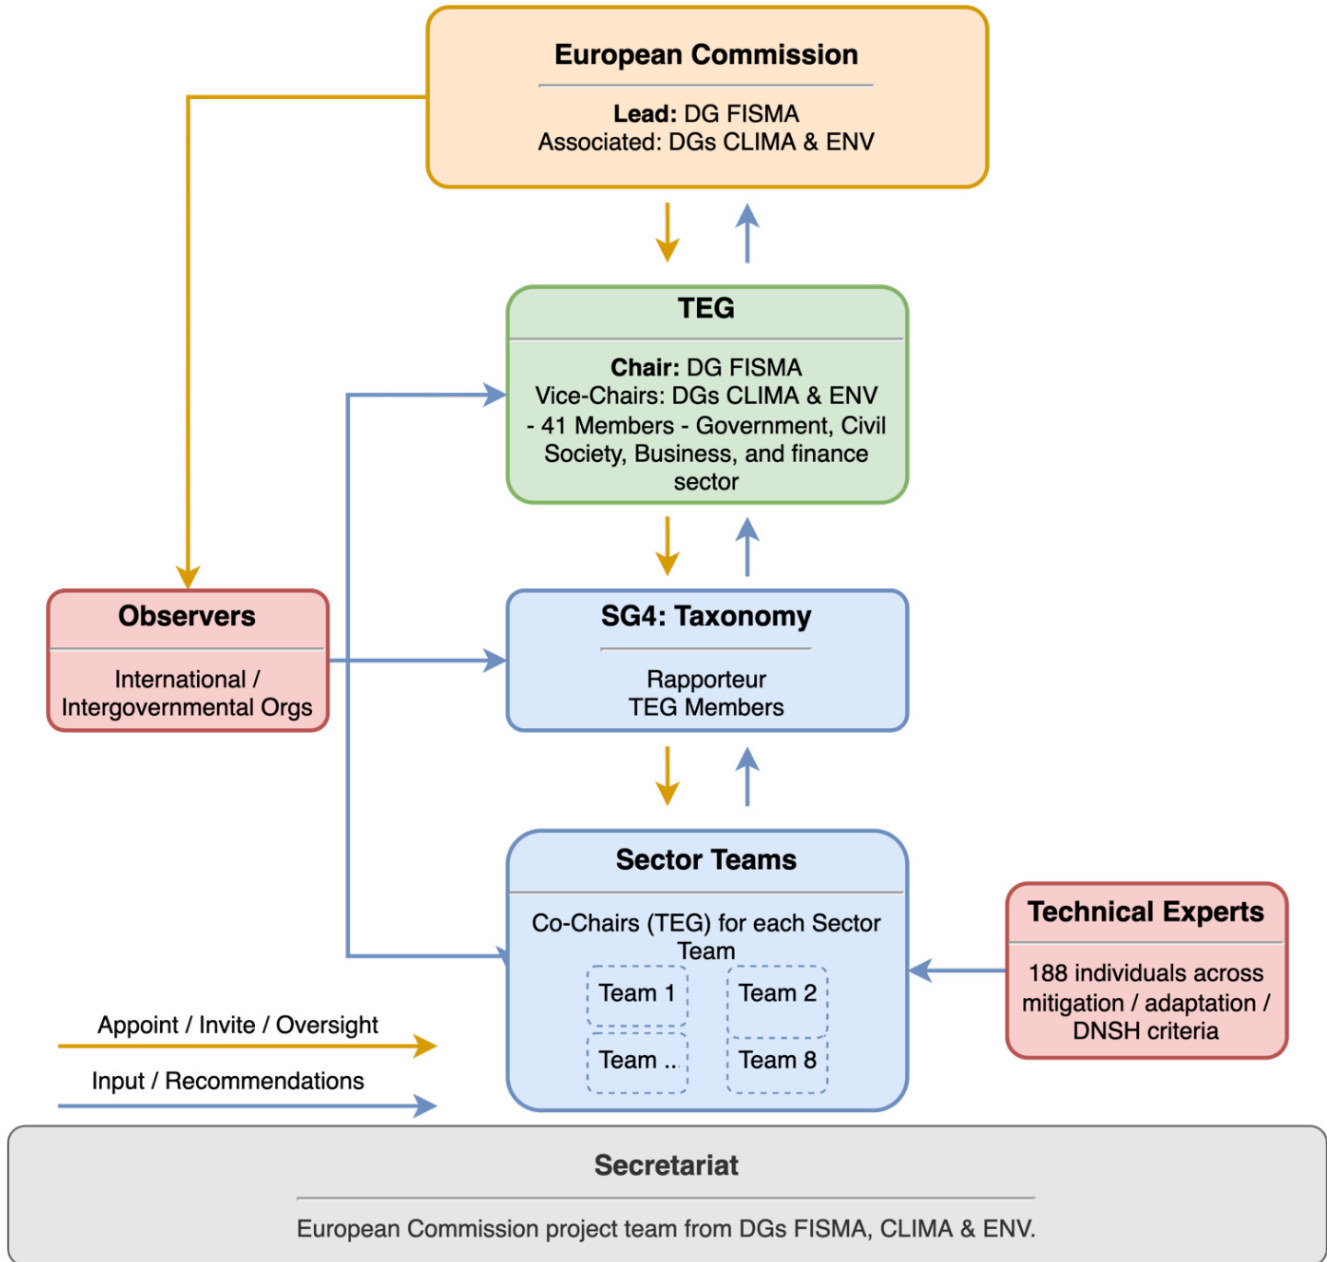 European Commission
Lead: DG FISMA
Associated: DGs CLIMA & ENV
TEG
Chair: DG FISMA
Vice-Chairs: DGs CLIMA & ENV
- 41 Members - Government, Civil
Society, Business, and finance
sector
Observers
International /
Intergovernmental Orgs
SG4: Taxonomy
Rapporteur
TEG Members
Sector Teams
Co-Chairs (TEG) for each Sector
Team
Team 1
Team 2
Team ...
Team 8
Technical Experts
188 individuals across
mitigation / adaptation /
DNSH criteria
Appoint / Invite / Oversight
Input / Recommendations
Secretariat
European Commission project team from DGs FISMA, CLIMA & ENV.